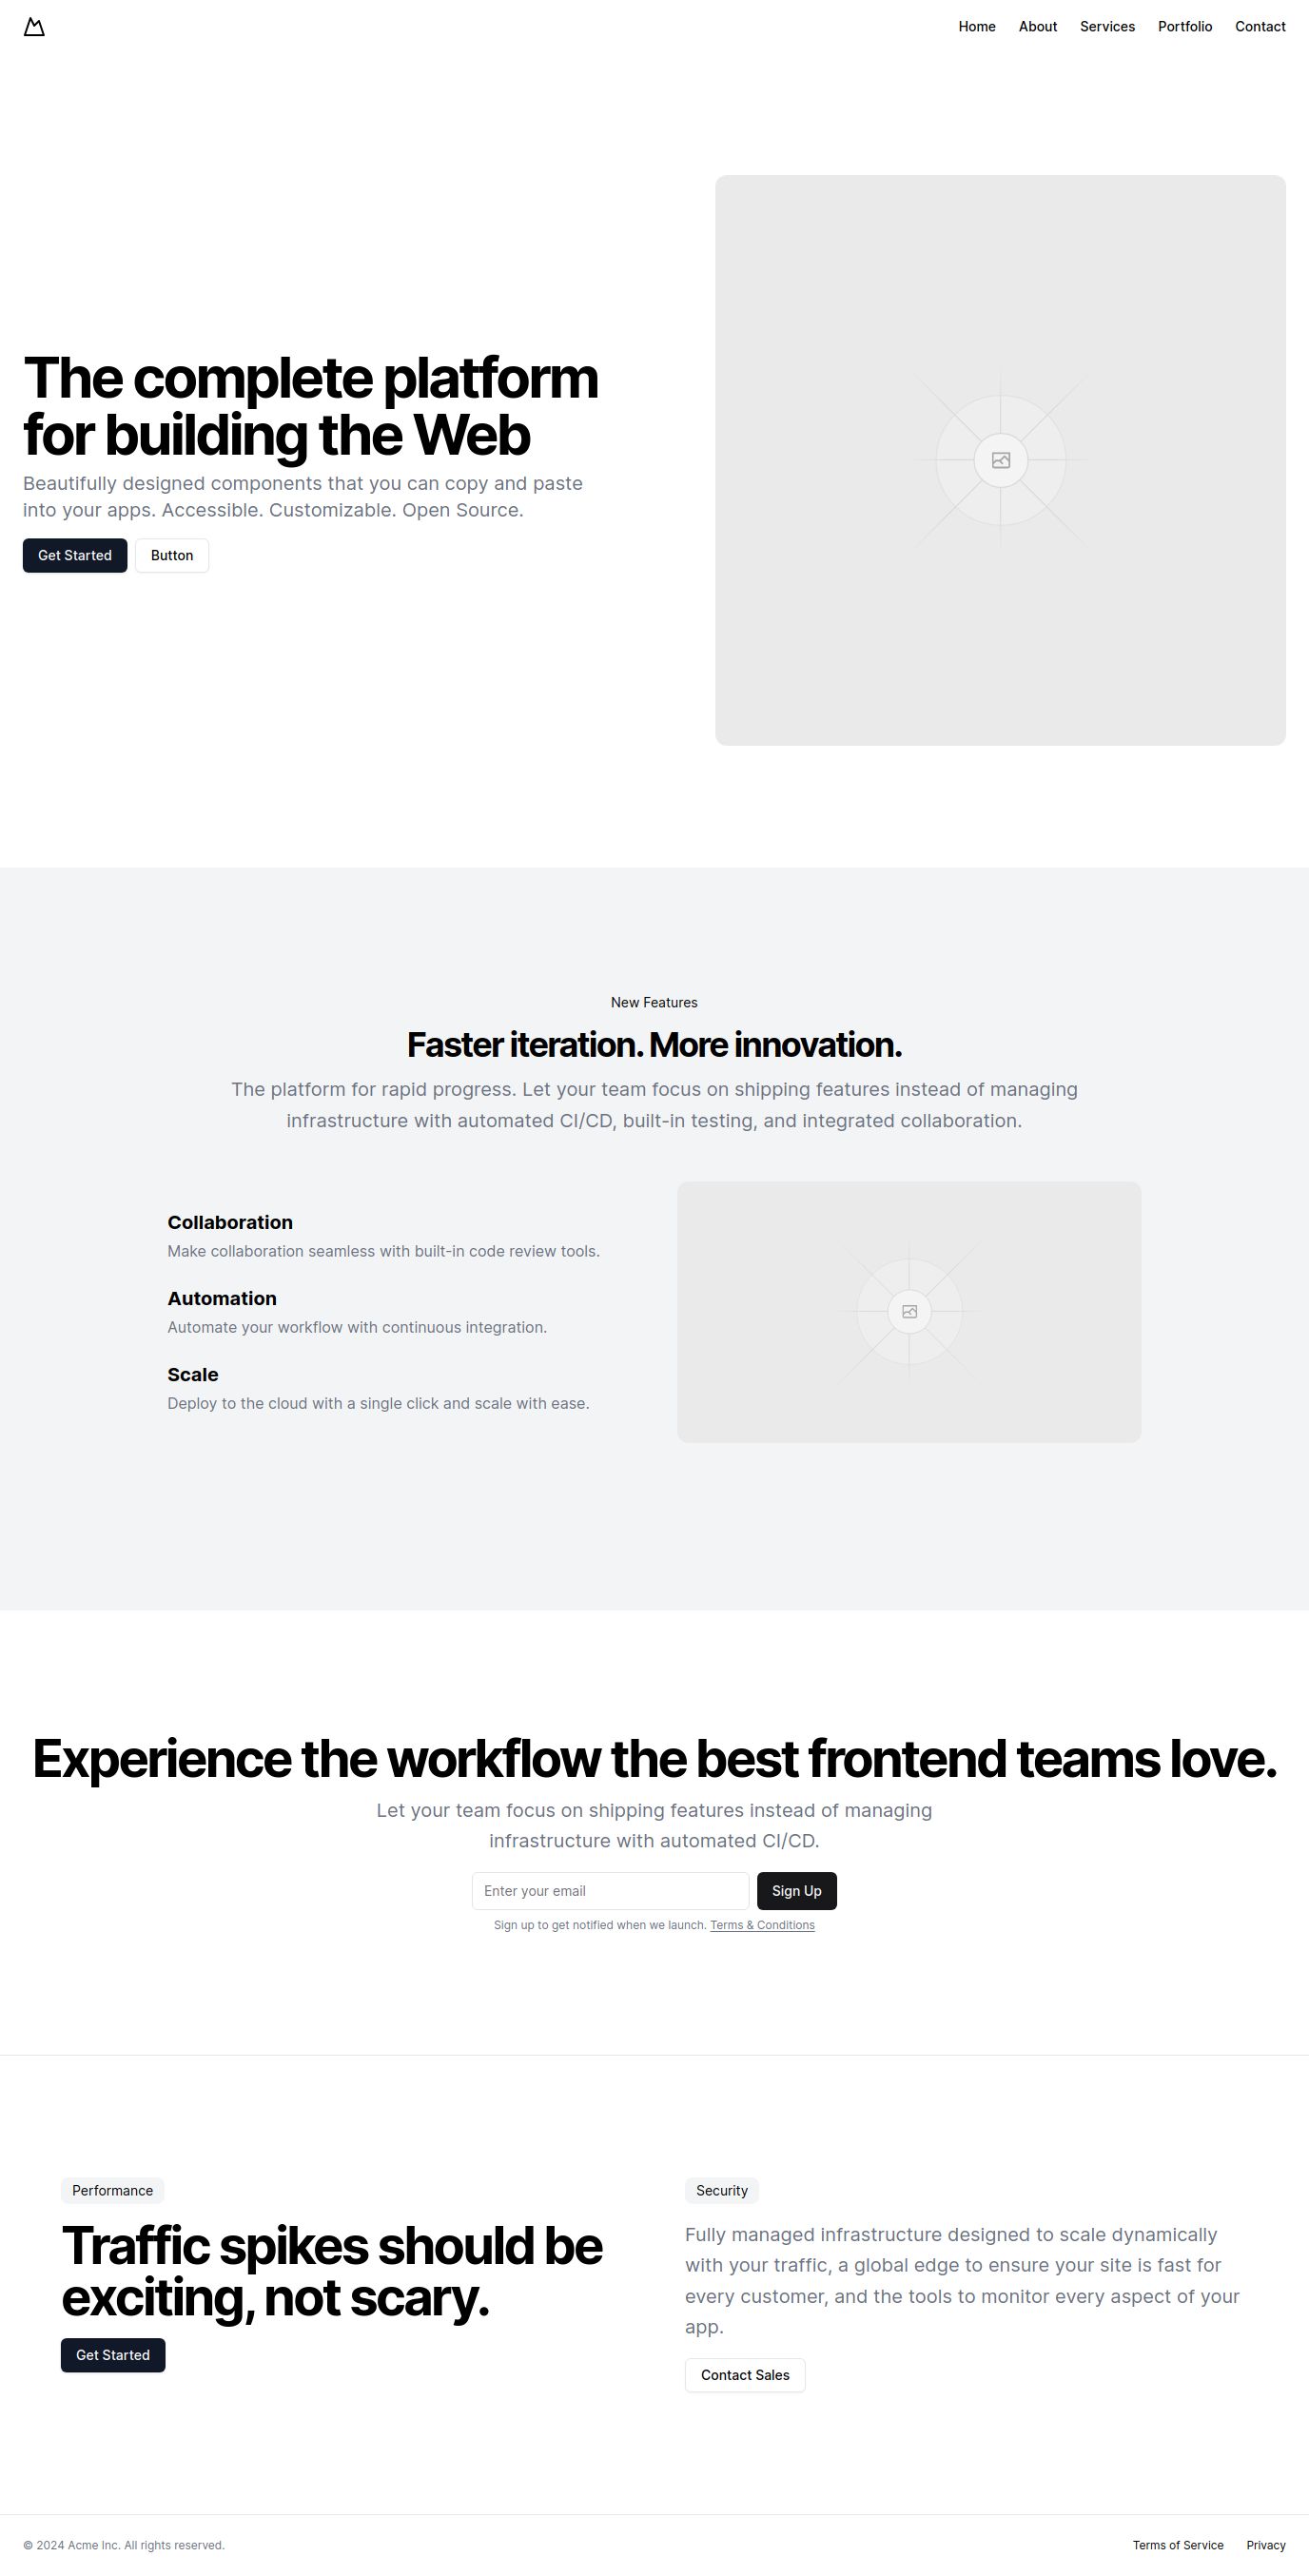 Home About Services Portfolio Contact
The complete platform
for building the Web
Beautifully designed components that you can copy and paste
into your apps. Accessible. Customizable. Open Source.
Get Started Button
New Features
Faster iteration. More innovation.
The platform for rapid progress. Let your team focus on shipping features instead of managing
infrastructure with automated CI/CD, built-in testing, and integrated collaboration.
Collaboration
Make collaboration seamless with built-in code review tools.
Automation
Automate your workflow with continuous integration.
Scale
Deploy to the cloud with a single click and scale with ease.
Experience the workflow the best frontend teams love.
Let your team focus on shipping features instead of managing
infrastructure with automated CI/CD.
Enter your email Sign Up
Sign up to get notified when we launch. Terms & Conditions
Performance
Traffic spikes should be
exciting, not scary.
Get Started
Security
Fully managed infrastructure designed to scale dynamically
with your traffic, a global edge to ensure your site is fast for
every customer, and the tools to monitor every aspect of your
app.
Contact Sales
© 2024 Acme Inc. All rights reserved. Terms of Service Privacy